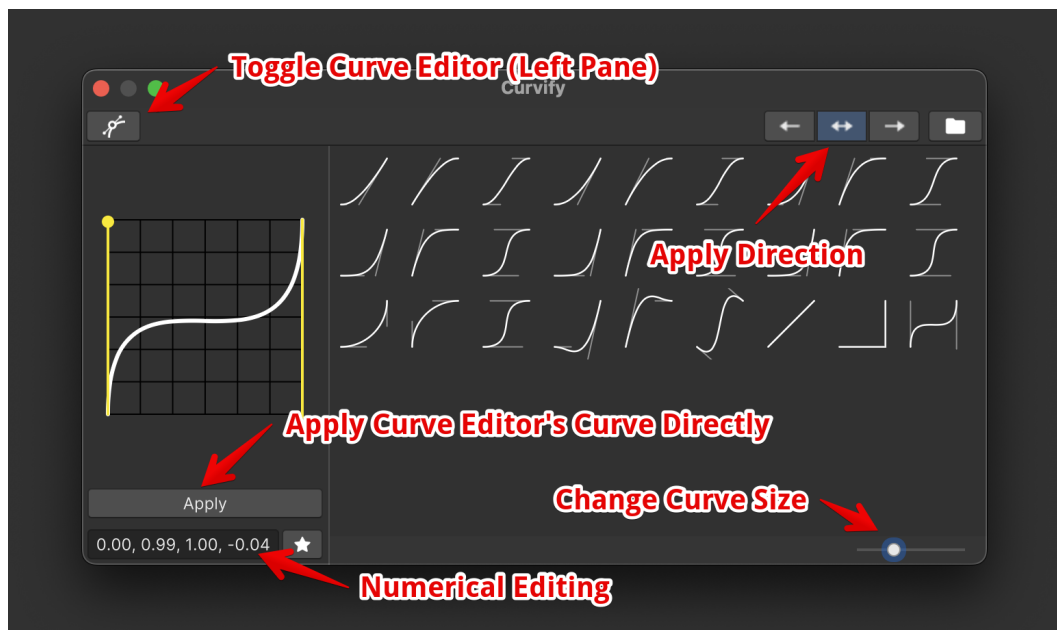 Toggle Curve Editor (Left Pane)
Curvify
Apply Direction
Apply Curve Editor's Curve Directly
Apply
Change Curve Size
0.00, 0.99, 1.00, -0.04
Numerical Editing